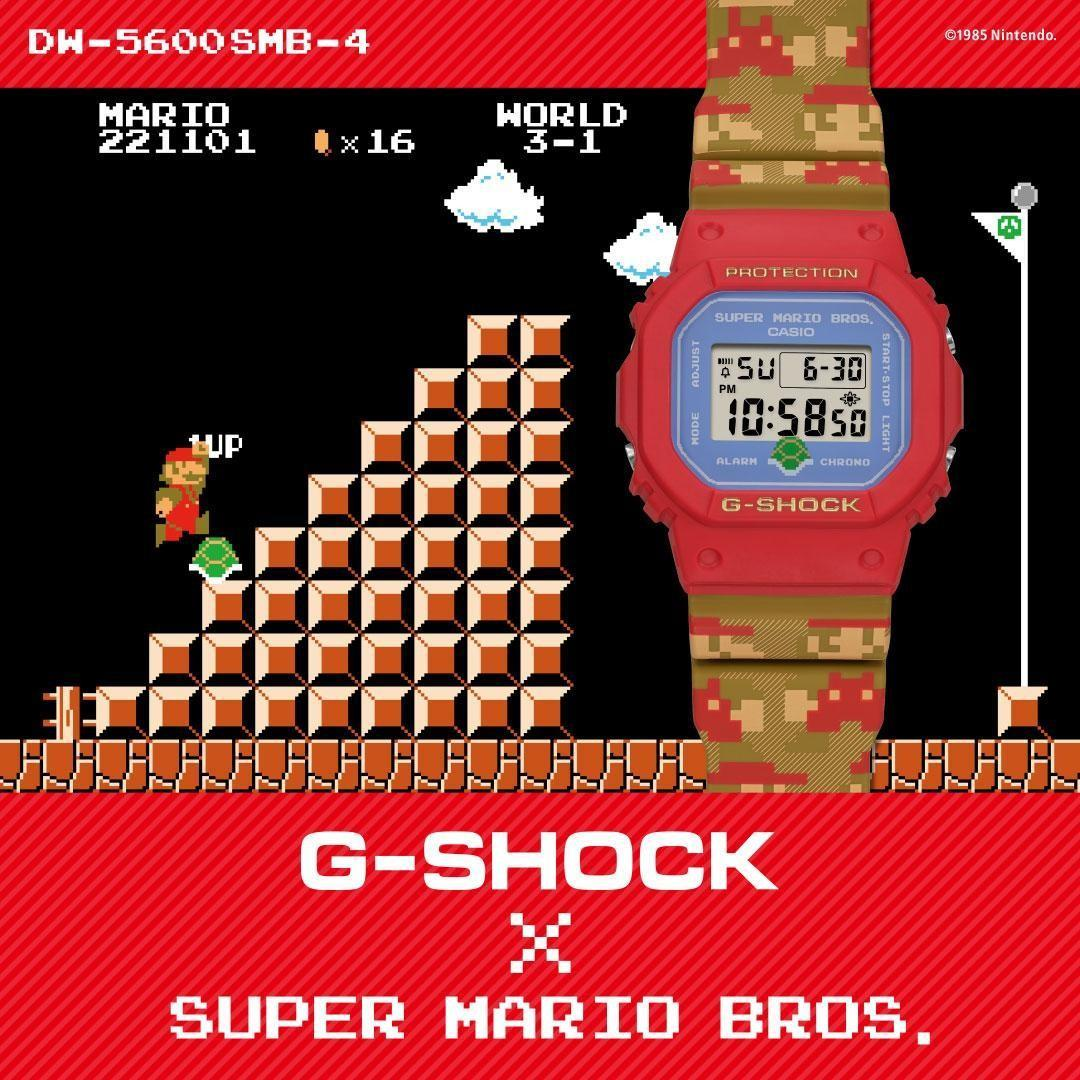 DW-5600SMB-4
©1985 Nintendo.
MARIO
221101
×16
WORLD
3-1
1UP
PROTECTION
SUPER MARIO BROS.
CASIO
ADJUST
MODE
START·STOP
LIGHT
SU 6-30
PM
10:58 50
ALARM
CHRONO
G-SHOCK
G-SHOCK
×
SUPER MARIO BROS.